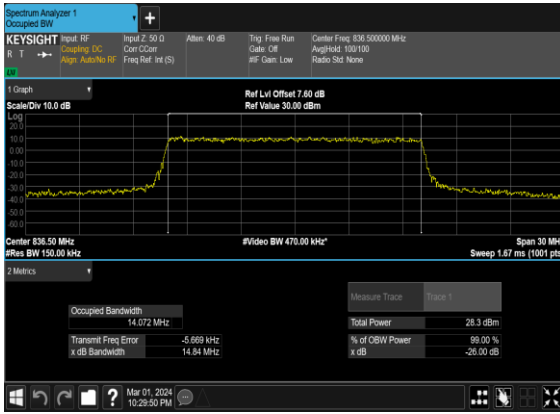 Spectrum Analyzer 1
Occupied BW
+
KEYSIGHT Input: RF Input Z: 50 Ω Atten: 40 dB Trig: Free Run Center Freq: 836.500000 MHz
R T Coupling: DC Corr CCorr Gate: Off Avg|Hold: 100/100
Align: Auto/No RF Freq Ref: Int (S) #IF Gain: Low Radio Std: None
1 Graph
Scale/Div 10.0 dB Ref Lvl Offset 7.60 dB
Ref Value 30.00 dBm
Log
20.0
10.0
0.00
-10.0
-20.0
-30.0
-40.0
-50.0
-60.0
Center 836.50 MHz #Video BW 470.00 kHz* Span 30 MH
#Res BW 150.00 kHz Sweep 1.67 ms (1001 pts
2 Metrics
Measure Trace Trace 1
Occupied Bandwidth
14.072 MHz Total Power 28.3 dBm
Transmit Freq Error -5.669 kHz % of OBW Power 99.00 %
x dB Bandwidth 14.84 MHz x dB -26.00 dB
? Mar 01, 2024
10:29:50 PM